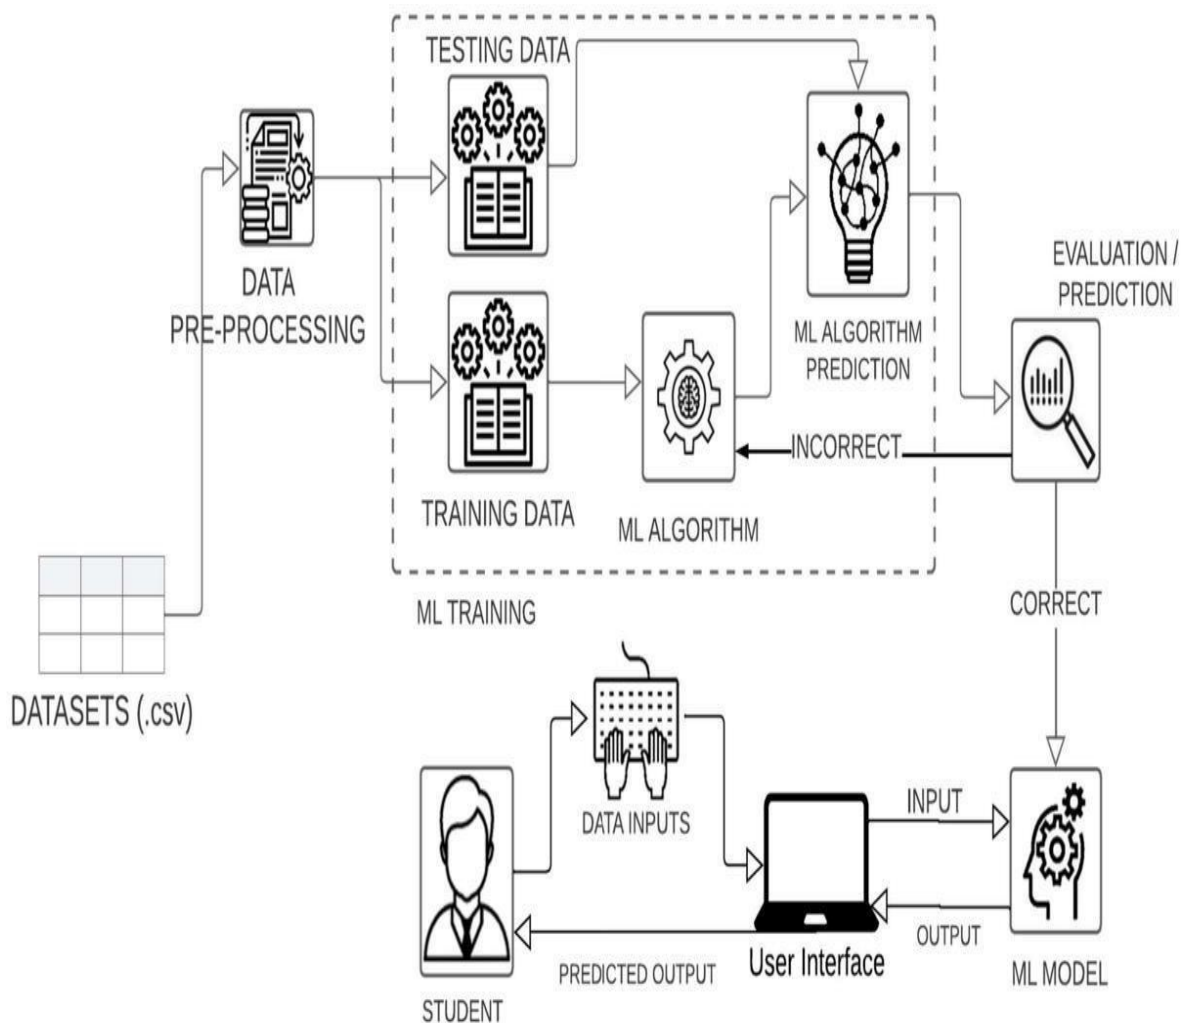 TESTING DATA
DATA
PRE-PROCESSING
EVALUATION /
PREDICTION
ML ALGORITHM
PREDICTION
INCORRECT
TRAINING DATA
ML ALGORITHM
ML TRAINING
CORRECT
DATASETS (.csv)
DATA INPUTS
INPUT
OUTPUT
User Interface
PREDICTED OUTPUT
ML MODEL
STUDENT